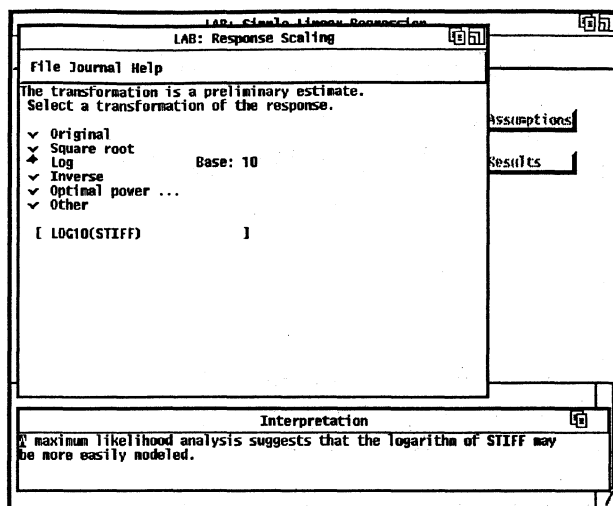 LAB: Simple Linear Regression
LAB: Response Scaling
File Journal Help
The transformation is a preliminary estimate.
Select a transformation of the response.
Original
Square root
Log Base: 10
Inverse
Optimal power ...
Other
[ LOG10(STIFF) ]
Assumptions
Results
Interpretation
A maximum likelihood analysis suggests that the logarithm of STIFF may
be more easily modeled.